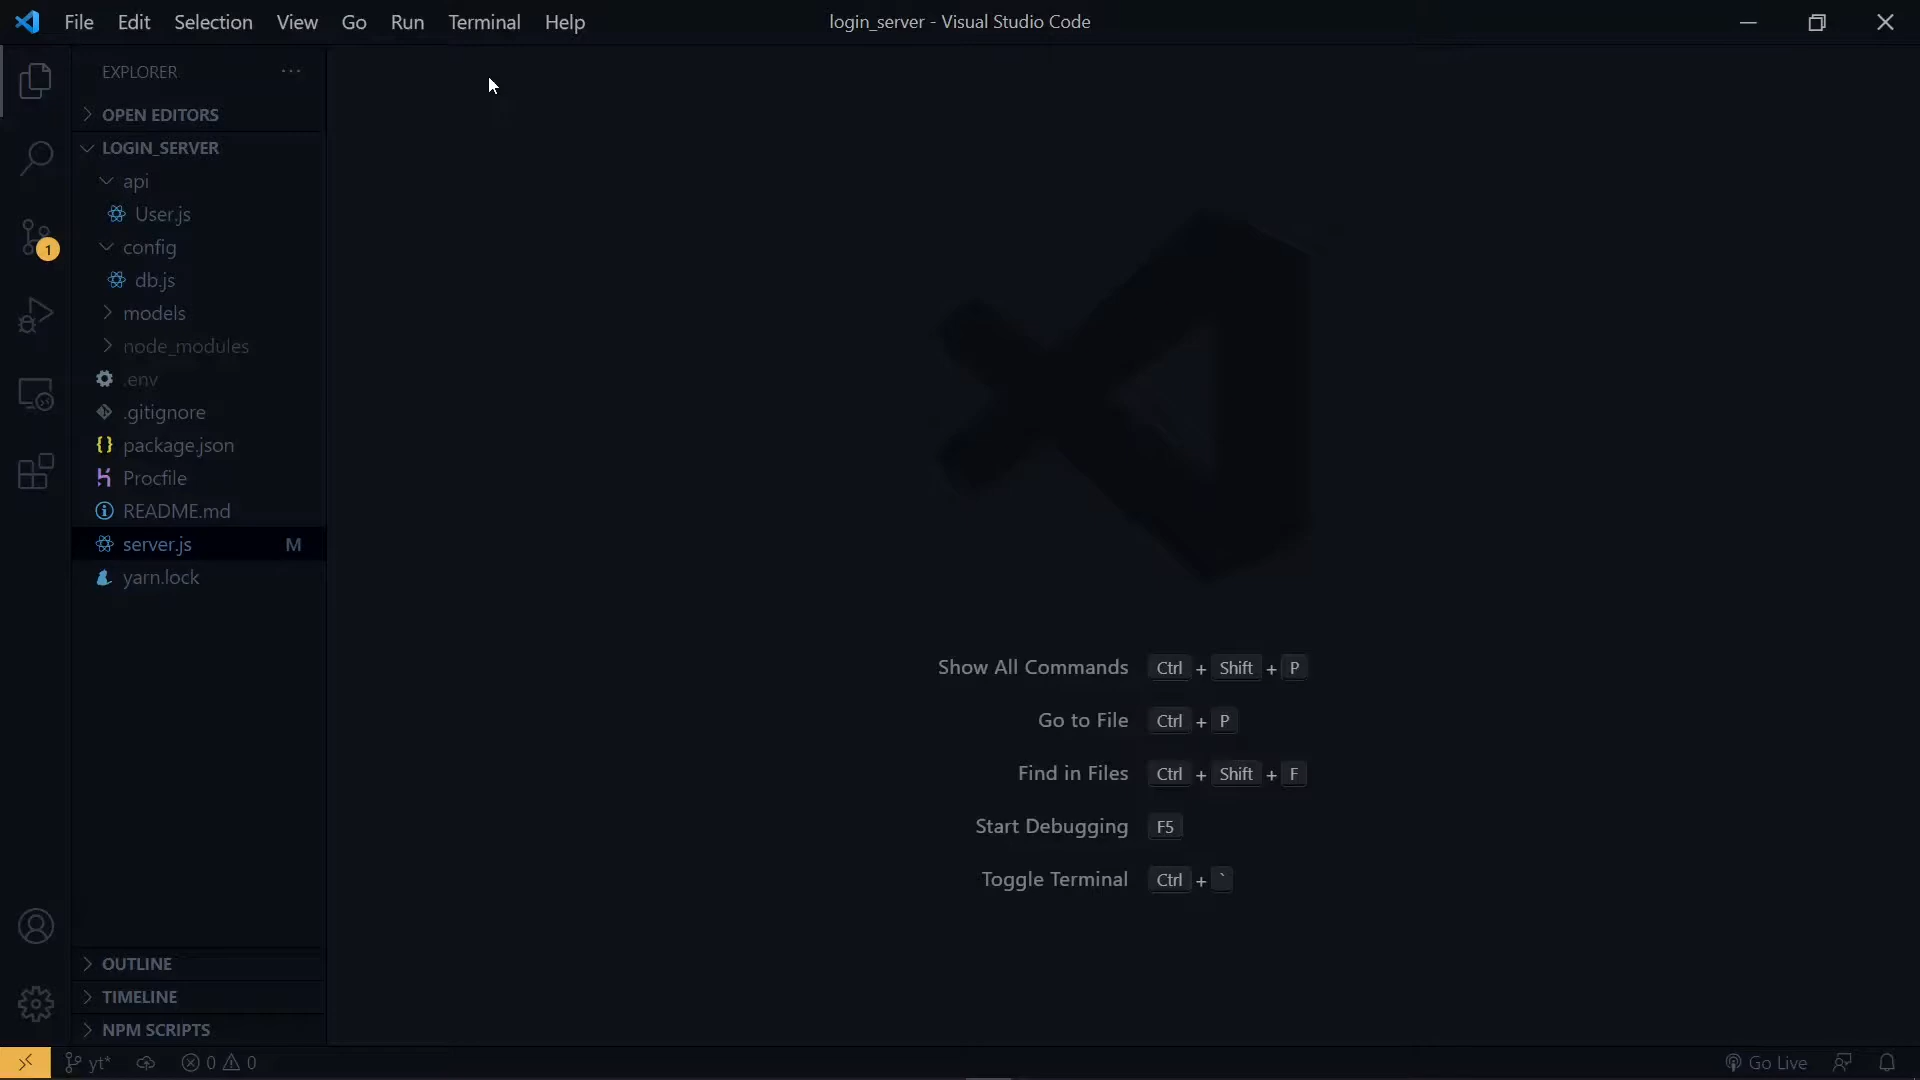 File Edit Selection View Go Run Terminal Help
login_server - Visual Studio Code
EXPLORER
OPEN EDITORS
LOGIN_SERVER
api
User.js
config
db.js
models
node_modules
.env
.gitignore
package.json
Procfile
README.md
server.js M
yarn.lock
1
Show All Commands Ctrl + Shift + P
Go to File Ctrl + P
Find in Files Ctrl + Shift + F
Start Debugging F5
Toggle Terminal Ctrl + `
OUTLINE
TIMELINE
NPM SCRIPTS
yt* 0 0
Go Live